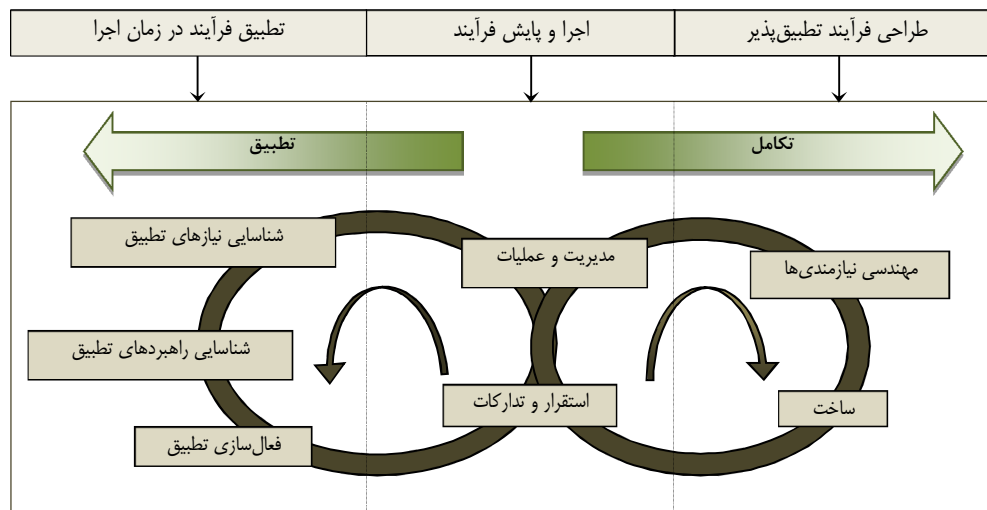 طراحی فرآیند تطبیق‌پذیر
اجرا و پایش فرآیند
تطبیق فرآیند در زمان اجرا
تکامل
تطبیق
مهندسی نیازمندی‌ها
مدیریت و عملیات
شناسایی نیازهای تطبیق
شناسایی راهبردهای تطبیق
ساخت
استقرار و تدارکات
فعال‌سازی تطبیق